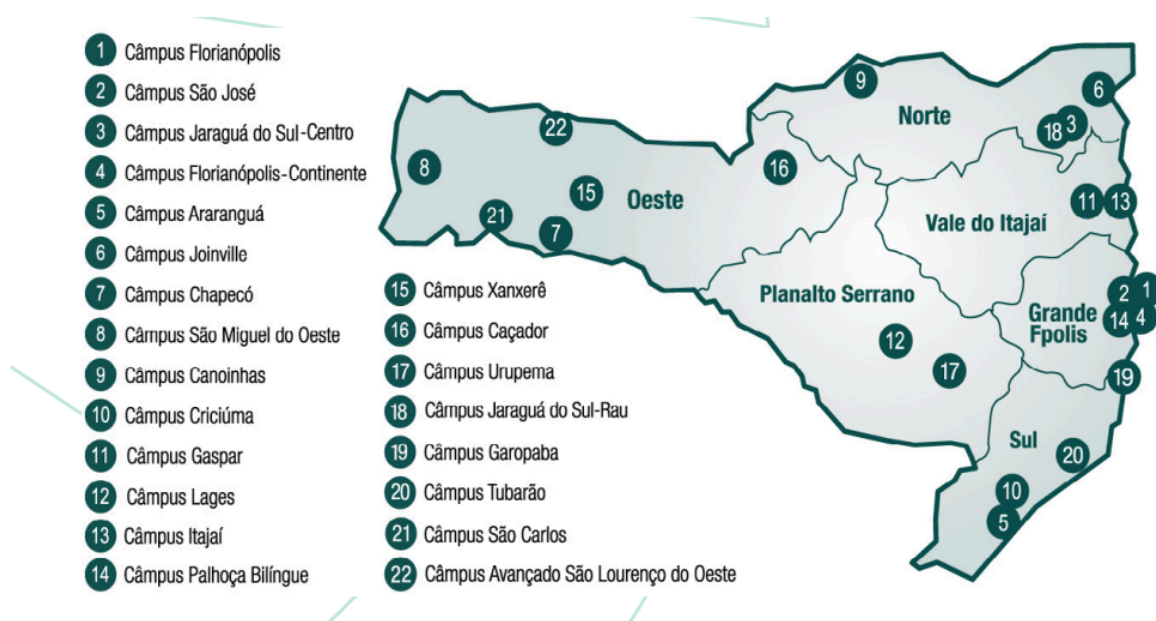 1 Câmpus Florianópolis
2 Câmpus São José
3 Câmpus Jaraguá do Sul-Centro
4 Câmpus Florianópolis-Continente
5 Câmpus Araranguá
6 Câmpus Joinville
7 Câmpus Chapecó
8 Câmpus São Miguel do Oeste
9 Câmpus Canoinhas
10 Câmpus Criciúma
11 Câmpus Gaspar
12 Câmpus Lages
13 Câmpus Itajaí
14 Câmpus Palhoça Bilíngue
15 Câmpus Xanxerê
16 Câmpus Caçador
17 Câmpus Urupema
18 Câmpus Jaraguá do Sul-Rau
19 Câmpus Garopaba
20 Câmpus Tubarão
21 Câmpus São Carlos
22 Câmpus Avançado São Lourenço do Oeste
9
6
Norte
18 3
22
8
16
15
Oeste
21
7
11 13
Vale do Itajaí
Planalto Serrano
2 1
Grande
Fpolis
14 4
12
17
19
Sul
20
10
5